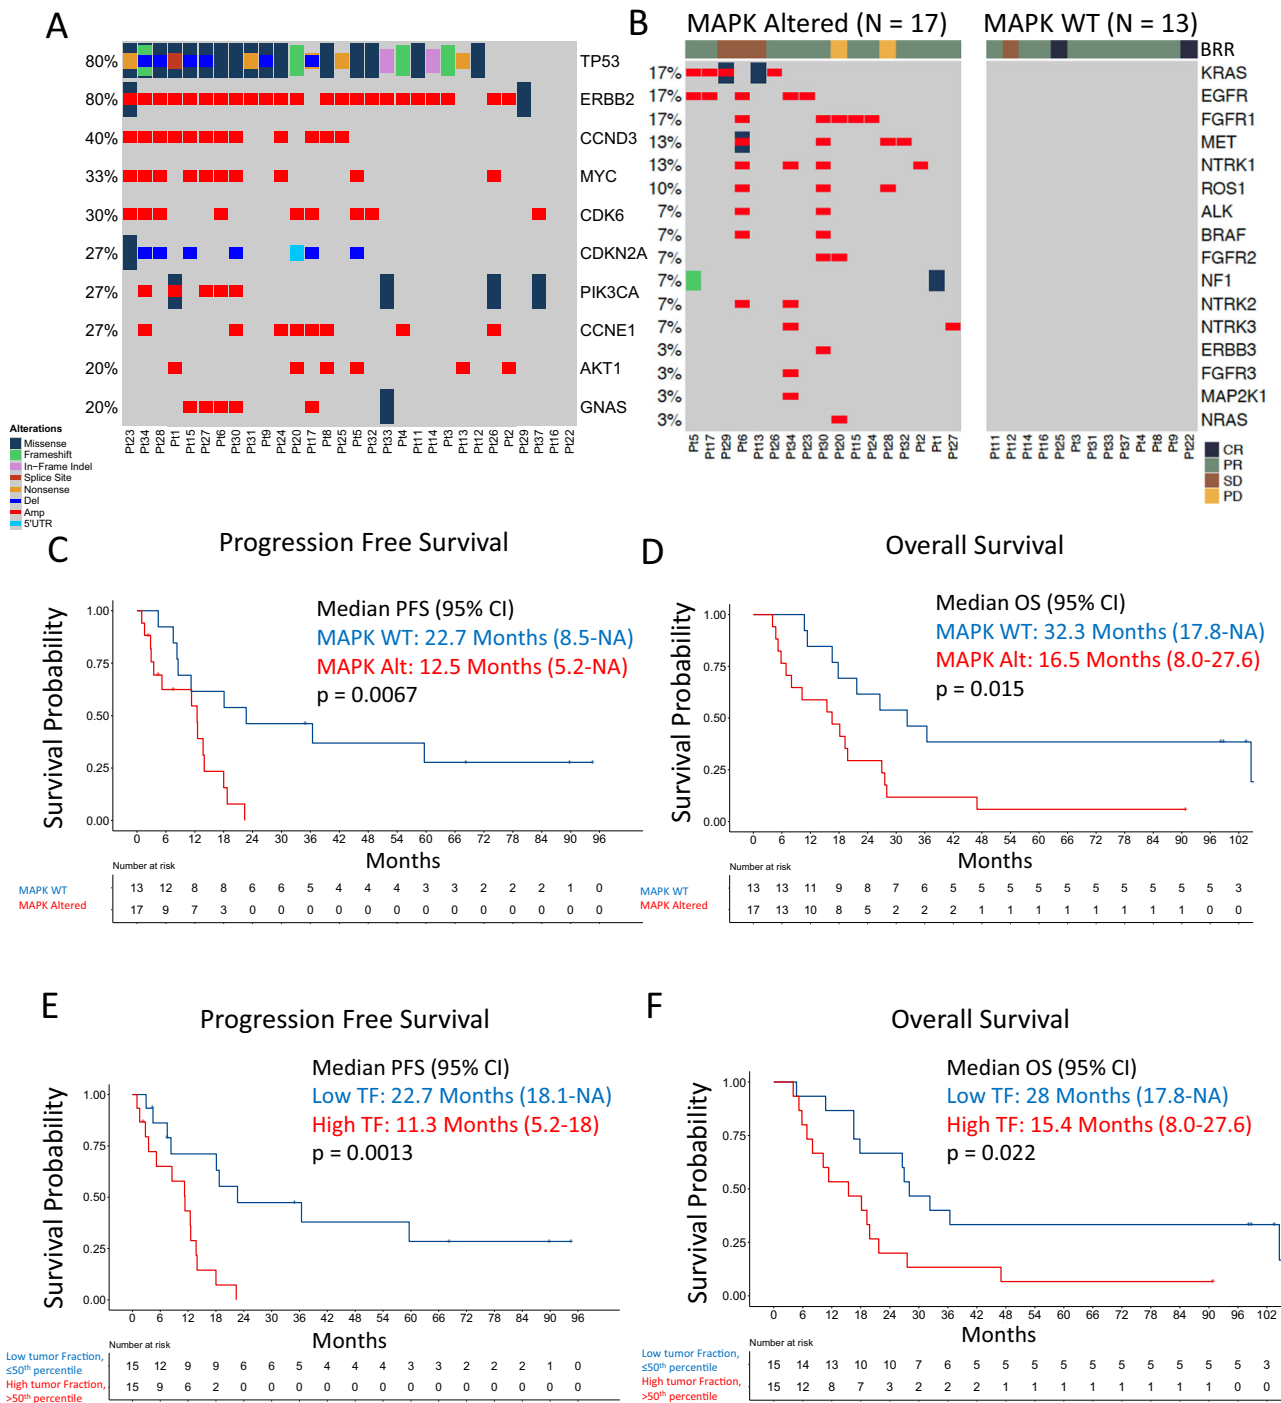 A
80% TP53
80% ERBB2
40% CCND3
33% MYC
30% CDK6
27% CDKN2A
27% PIK3CA
27% CCNE1
20% AKT1
20% GNAS
Pt23 Pt34 Pt28 Pt1 Pt15 Pt27 Pt6 Pt30 Pt31 Pt9 Pt24 Pt20 Pt17 Pt8 Pt25 Pt5 Pt32 Pt33 Pt4 Pt11 Pt14 Pt3 Pt13 Pt12 Pt26 Pt2 Pt29 Pt37 Pt16 Pt22
Alterations
Missense
Frameshift
In-Frame Indel
Splice Site
Nonsense
Del
Amp
5'UTR
B
MAPK Altered (N = 17) MAPK WT (N = 13)
BRR
17% KRAS
17% EGFR
17% FGFR1
13% MET
13% NTRK1
10% ROS1
7% ALK
7% BRAF
7% FGFR2
7% NF1
7% NTRK2
7% NTRK3
3% ERBB3
3% FGFR3
3% MAP2K1
3% NRAS
Pt5 Pt17 Pt29 Pt6 Pt13 Pt26 Pt34 Pt23 Pt30 Pt20 Pt15 Pt24 Pt28 Pt32 Pt2 Pt1 Pt27 Pt11 Pt12 Pt14 Pt16 Pt25 Pt3 Pt31 Pt33 Pt37 Pt4 Pt8 Pt9 Pt22
CR
PR
SD
PD
C
Progression Free Survival
Survival Probability
1.00
0.75
0.50
0.25
0.00
Median PFS (95% CI)
MAPK WT: 22.7 Months (8.5-NA)
MAPK Alt: 12.5 Months (5.2-NA)
p = 0.0067
0 6 12 18 24 30 36 42 48 54 60 66 72 78 84 90 96
Months
Number at risk
MAPK WT 13 12 8 8 6 6 5 4 4 4 3 3 2 2 2 1 0
MAPK Altered 17 9 7 3 0 0 0 0 0 0 0 0 0 0 0 0 0
D
Overall Survival
Survival Probability
1.00
0.75
0.50
0.25
0.00
Median OS (95% CI)
MAPK WT: 32.3 Months (17.8-NA)
MAPK Alt: 16.5 Months (8.0-27.6)
p = 0.015
0 6 12 18 24 30 36 42 48 54 60 66 72 78 84 90 96 102
Months
Number at risk
MAPK WT 13 13 11 9 8 7 6 5 5 5 5 5 5 5 5 5 5 3
MAPK Altered 17 13 10 8 5 2 2 2 1 1 1 1 1 1 1 1 0 0
E
Progression Free Survival
Survival Probability
1.00
0.75
0.50
0.25
0.00
Median PFS (95% CI)
Low TF: 22.7 Months (18.1-NA)
High TF: 11.3 Months (5.2-18)
p = 0.0013
0 6 12 18 24 30 36 42 48 54 60 66 72 78 84 90 96
Months
Number at risk
Low tumor Fraction,
≤50th percentile
15 12 9 9 6 6 5 4 4 4 3 3 2 2 2 1 0
High tumor Fraction,
>50th percentile
15 9 6 2 0 0 0 0 0 0 0 0 0 0 0 0 0
F
Overall Survival
Survival Probability
1.00
0.75
0.50
0.25
0.00
Median OS (95% CI)
Low TF: 28 Months (17.8-NA)
High TF: 15.4 Months (8.0-27.6)
p = 0.022
0 6 12 18 24 30 36 42 48 54 60 66 72 78 84 90 96 102
Months
Number at risk
Low tumor Fraction,
≤50th percentile
15 14 13 10 10 7 6 5 5 5 5 5 5 5 5 5 5 3
High tumor Fraction,
>50th percentile
15 12 8 7 3 2 2 2 1 1 1 1 1 1 1 1 0 0